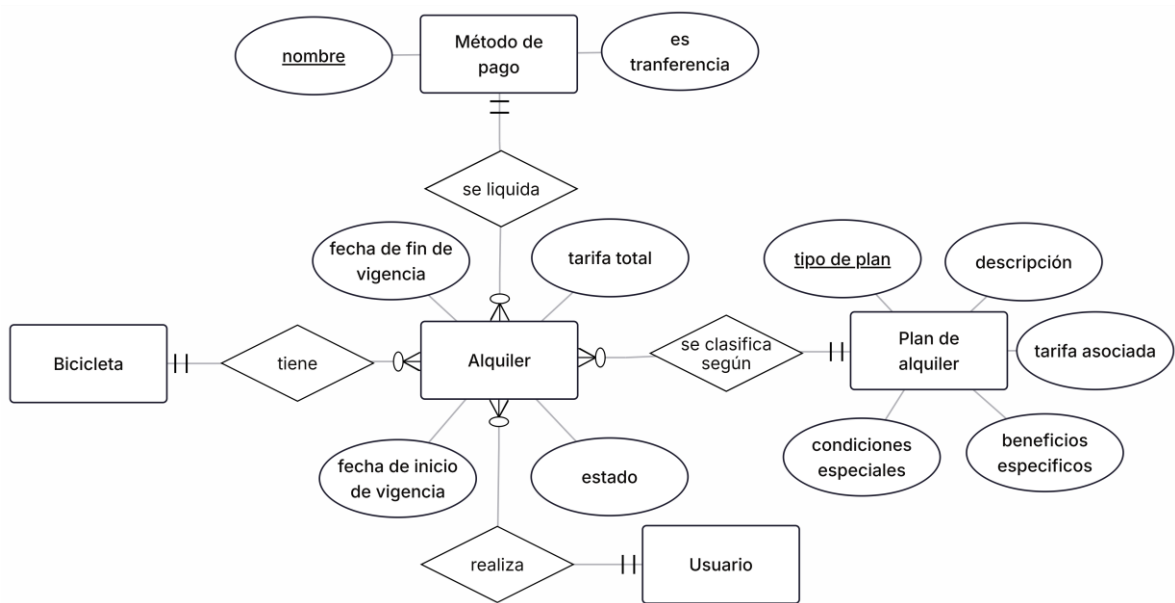 nombre
Método de
pago
es
tranferencia
se liquida
fecha de fin de
vigencia
tarifa total
tipo de plan
descripción
Bicicleta
tiene
Alquiler
se clasifica
según
Plan de
alquiler
tarifa asociada
fecha de inicio
de vigencia
estado
condiciones
especiales
beneficios
especificos
realiza
Usuario